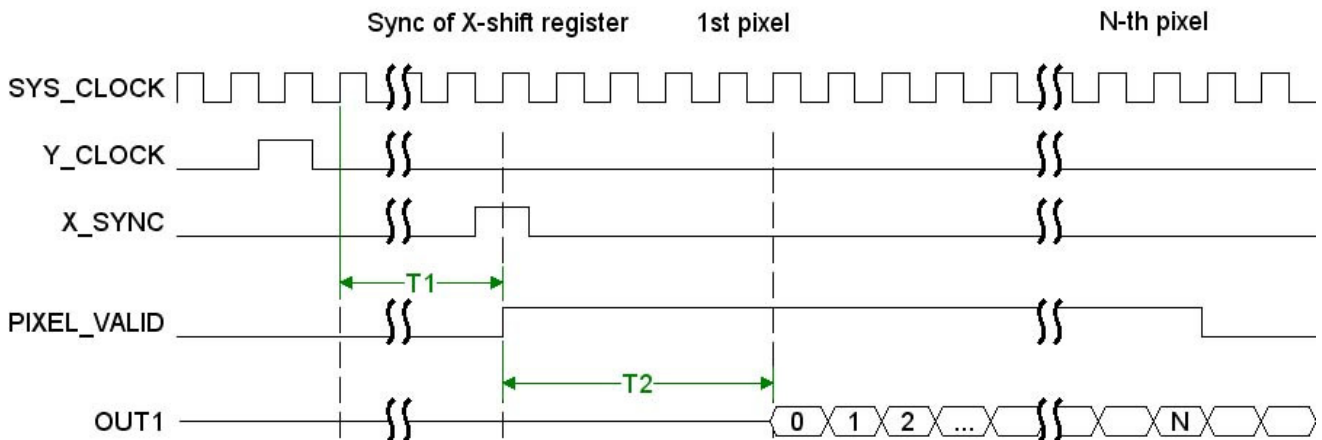 Sync of X-shift register 1st pixel N-th pixel
SYS_CLOCK
Y_CLOCK
X_SYNC
T1
PIXEL_VALID
T2
OUT1 0 1 2 ... N